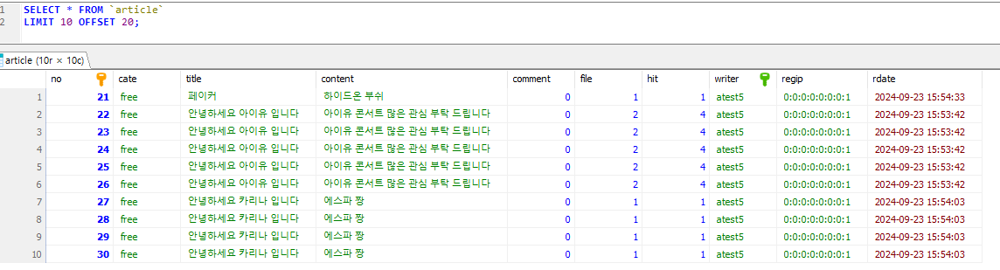 1 SELECT * FROM `article`
2 LIMIT 10 OFFSET 20;
article (10r × 10c)
no cate title content comment file hit writer regip rdate
1 21 free 페이커 하이드온 부쉬 0 1 1 atest5 0:0:0:0:0:0:0:1 2024-09-23 15:54:33
2 22 free 안녕하세요 아이유 입니다 아이유 콘서트 많은 관심 부탁 드립니다 0 2 4 atest5 0:0:0:0:0:0:0:1 2024-09-23 15:53:42
3 23 free 안녕하세요 아이유 입니다 아이유 콘서트 많은 관심 부탁 드립니다 0 2 4 atest5 0:0:0:0:0:0:0:1 2024-09-23 15:53:42
4 24 free 안녕하세요 아이유 입니다 아이유 콘서트 많은 관심 부탁 드립니다 0 2 4 atest5 0:0:0:0:0:0:0:1 2024-09-23 15:53:42
5 25 free 안녕하세요 아이유 입니다 아이유 콘서트 많은 관심 부탁 드립니다 0 2 4 atest5 0:0:0:0:0:0:0:1 2024-09-23 15:53:42
6 26 free 안녕하세요 아이유 입니다 아이유 콘서트 많은 관심 부탁 드립니다 0 2 4 atest5 0:0:0:0:0:0:0:1 2024-09-23 15:53:42
7 27 free 안녕하세요 카리나 입니다 에스파 짱 0 1 1 atest5 0:0:0:0:0:0:0:1 2024-09-23 15:54:03
8 28 free 안녕하세요 카리나 입니다 에스파 짱 0 1 1 atest5 0:0:0:0:0:0:0:1 2024-09-23 15:54:03
9 29 free 안녕하세요 카리나 입니다 에스파 짱 0 1 1 atest5 0:0:0:0:0:0:0:1 2024-09-23 15:54:03
10 30 free 안녕하세요 카리나 입니다 에스파 짱 0 1 1 atest5 0:0:0:0:0:0:0:1 2024-09-23 15:54:03